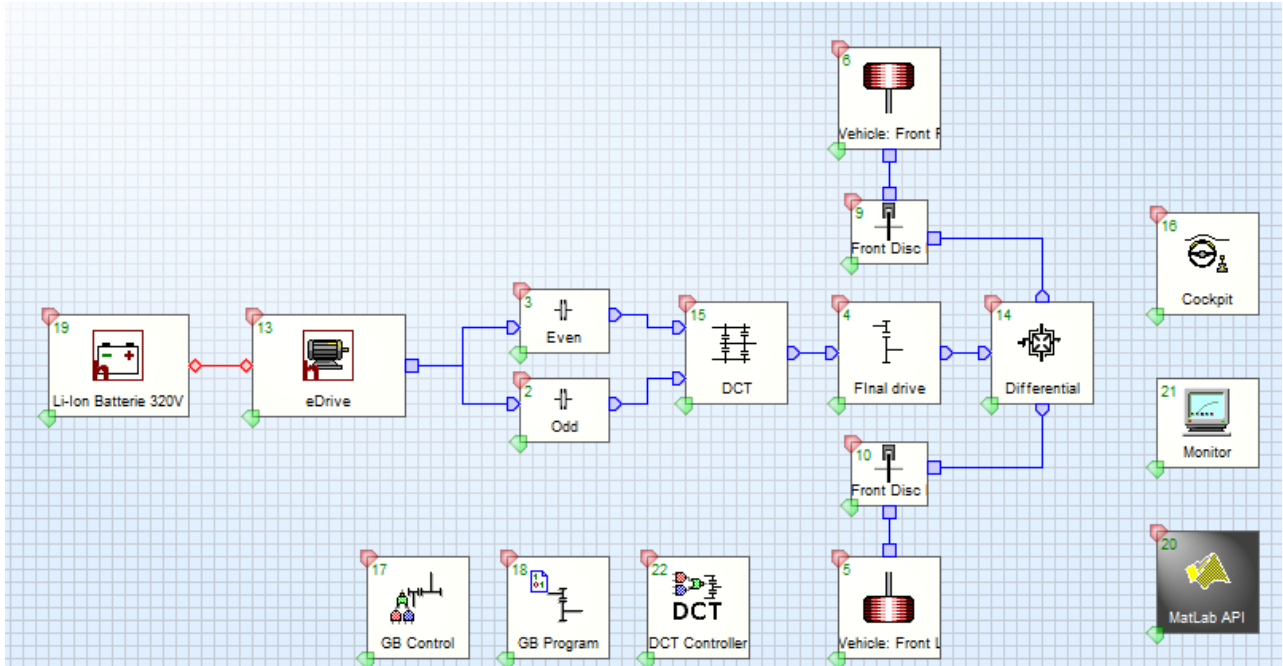 6
Vehicle: Front
9
Front Disc
16
Cockpit
3
Even
19
Li-Ion Batterie 320V
13
eDrive
15
DCT
4
FInal drive
14
Differential
2
Odd
21
Monitor
10
Front Disc
17
GB Control
18
GB Program
22
DCT
DCT Controller
5
Vehicle: Front L
20
MatLab API